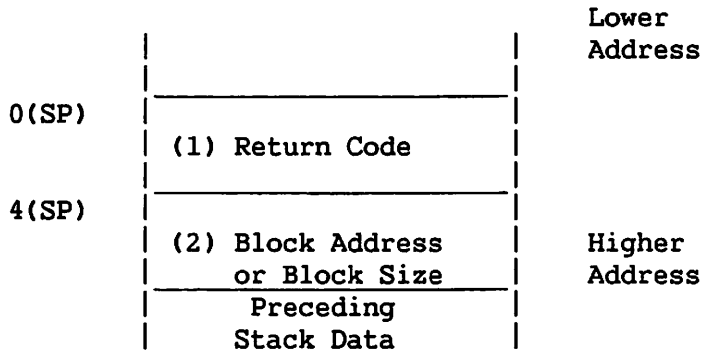 Lower
Address
0(SP)
(1) Return Code
4(SP)
(2) Block Address
or Block Size
Higher
Address
Preceding
Stack Data